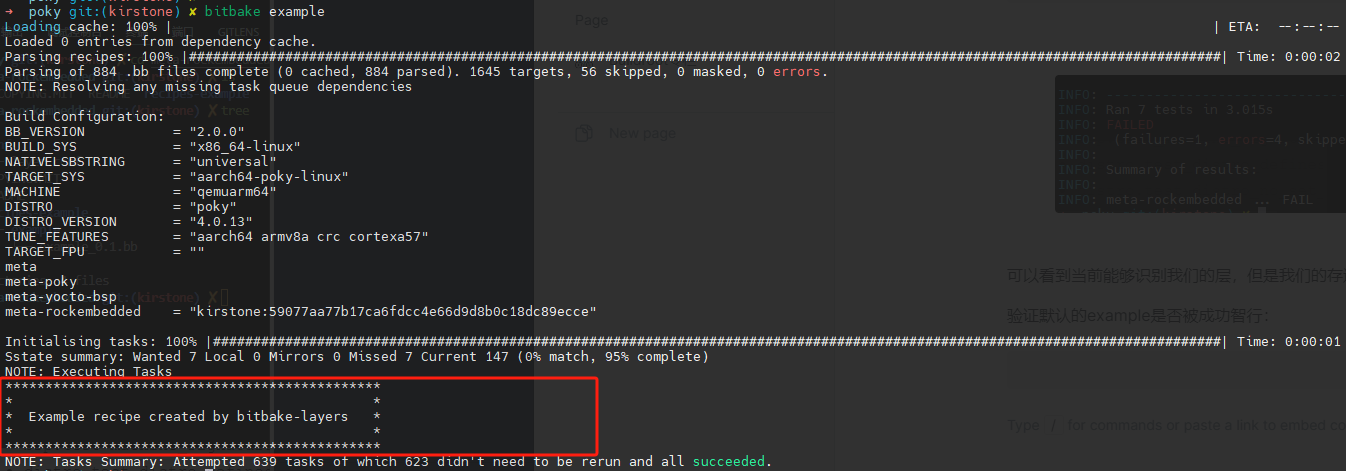 → poky git:(kirstone) ✘ bitbake example
Loading cache: 100% | | ETA: --:--:--
Loaded 0 entries from dependency cache.
Parsing recipes: 100% |#################################################################################################################################| Time: 0:00:02
Parsing of 884 .bb files complete (0 cached, 884 parsed). 1645 targets, 56 skipped, 0 masked, 0 errors.
NOTE: Resolving any missing task queue dependencies
Build Configuration:
BB_VERSION = "2.0.0"
BUILD_SYS = "x86_64-linux"
NATIVELSBSTRING = "universal"
TARGET_SYS = "aarch64-poky-linux"
MACHINE = "qemuarm64"
DISTRO = "poky"
DISTRO_VERSION = "4.0.13"
TUNE_FEATURES = "aarch64 armv8a crc cortexa57"
TARGET_FPU = ""
meta
meta-poky
meta-yocto-bsp
meta-rockembedded = "kirstone:59077aa77b17ca6fdcc4e66d9d8b0c18dc89ecce"
Initialising tasks: 100% |##############################################################################################################################| Time: 0:00:01
Sstate summary: Wanted 7 Local 0 Mirrors 0 Missed 7 Current 147 (0% match, 95% complete)
NOTE: Executing Tasks
***********************************************
* *
* Example recipe created by bitbake-layers *
* *
***********************************************
NOTE: Tasks Summary: Attempted 639 tasks of which 623 didn't need to be rerun and all succeeded.
Page
New page
INFO: Ran 7 tests in 3.015s
INFO: FAILED
INFO: (failures=1, errors=4, skippe
INFO:
INFO: Summary of results:
INFO:
INFO: meta-rockembedded ... FAIL
可以看到当前能够识别我们的层，但是我们的存
验证默认的example是否被成功智行：
Type / for commands or paste a link to embed co